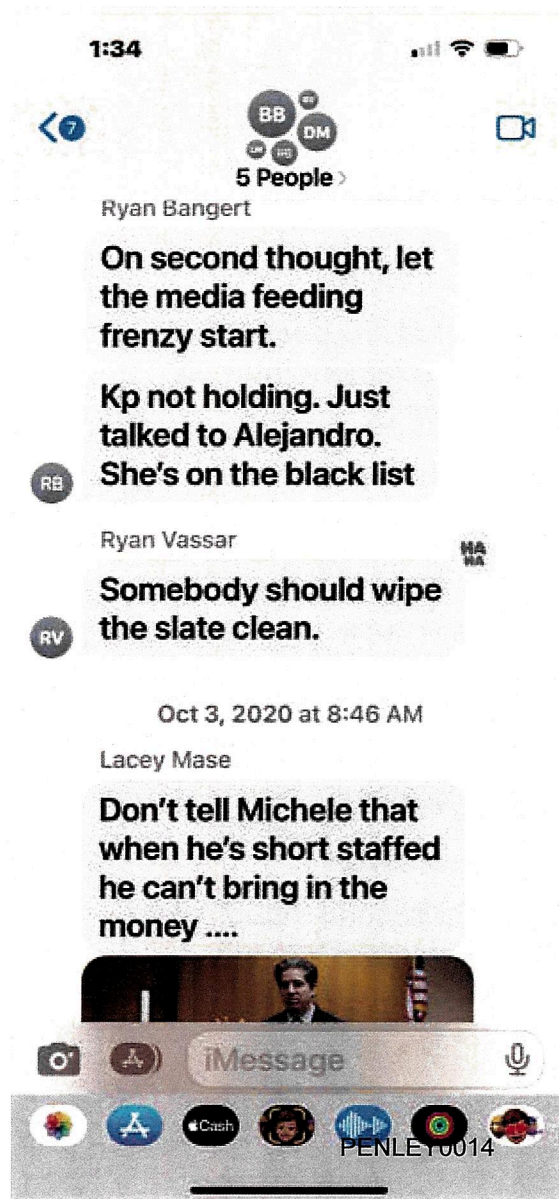 1:34
7
BB
DM
5 People >
Ryan Bangert
On second thought, let
the media feeding
frenzy start.
Kp not holding. Just
talked to Alejandro.
She's on the black list
RB
Ryan Vassar
HA
HA
Somebody should wipe
the slate clean.
RV
Oct 3, 2020 at 8:46 AM
Lacey Mase
Don't tell Michele that
when he's short staffed
he can't bring in the
money ....
iMessage
Cash
PENLEY0014